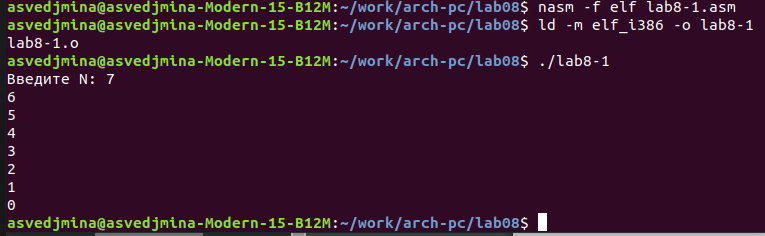 asvedjmina@asvedjmina-Modern-15-B12M:~/work/arch-pc/lab08$ nasm -f elf lab8-1.asm
asvedjmina@asvedjmina-Modern-15-B12M:~/work/arch-pc/lab08$ ld -m elf_i386 -o lab8-1
lab8-1.o
asvedjmina@asvedjmina-Modern-15-B12M:~/work/arch-pc/lab08$ ./lab8-1
Введите N: 7
6
5
4
3
2
1
0
asvedjmina@asvedjmina-Modern-15-B12M:~/work/arch-pc/lab08$